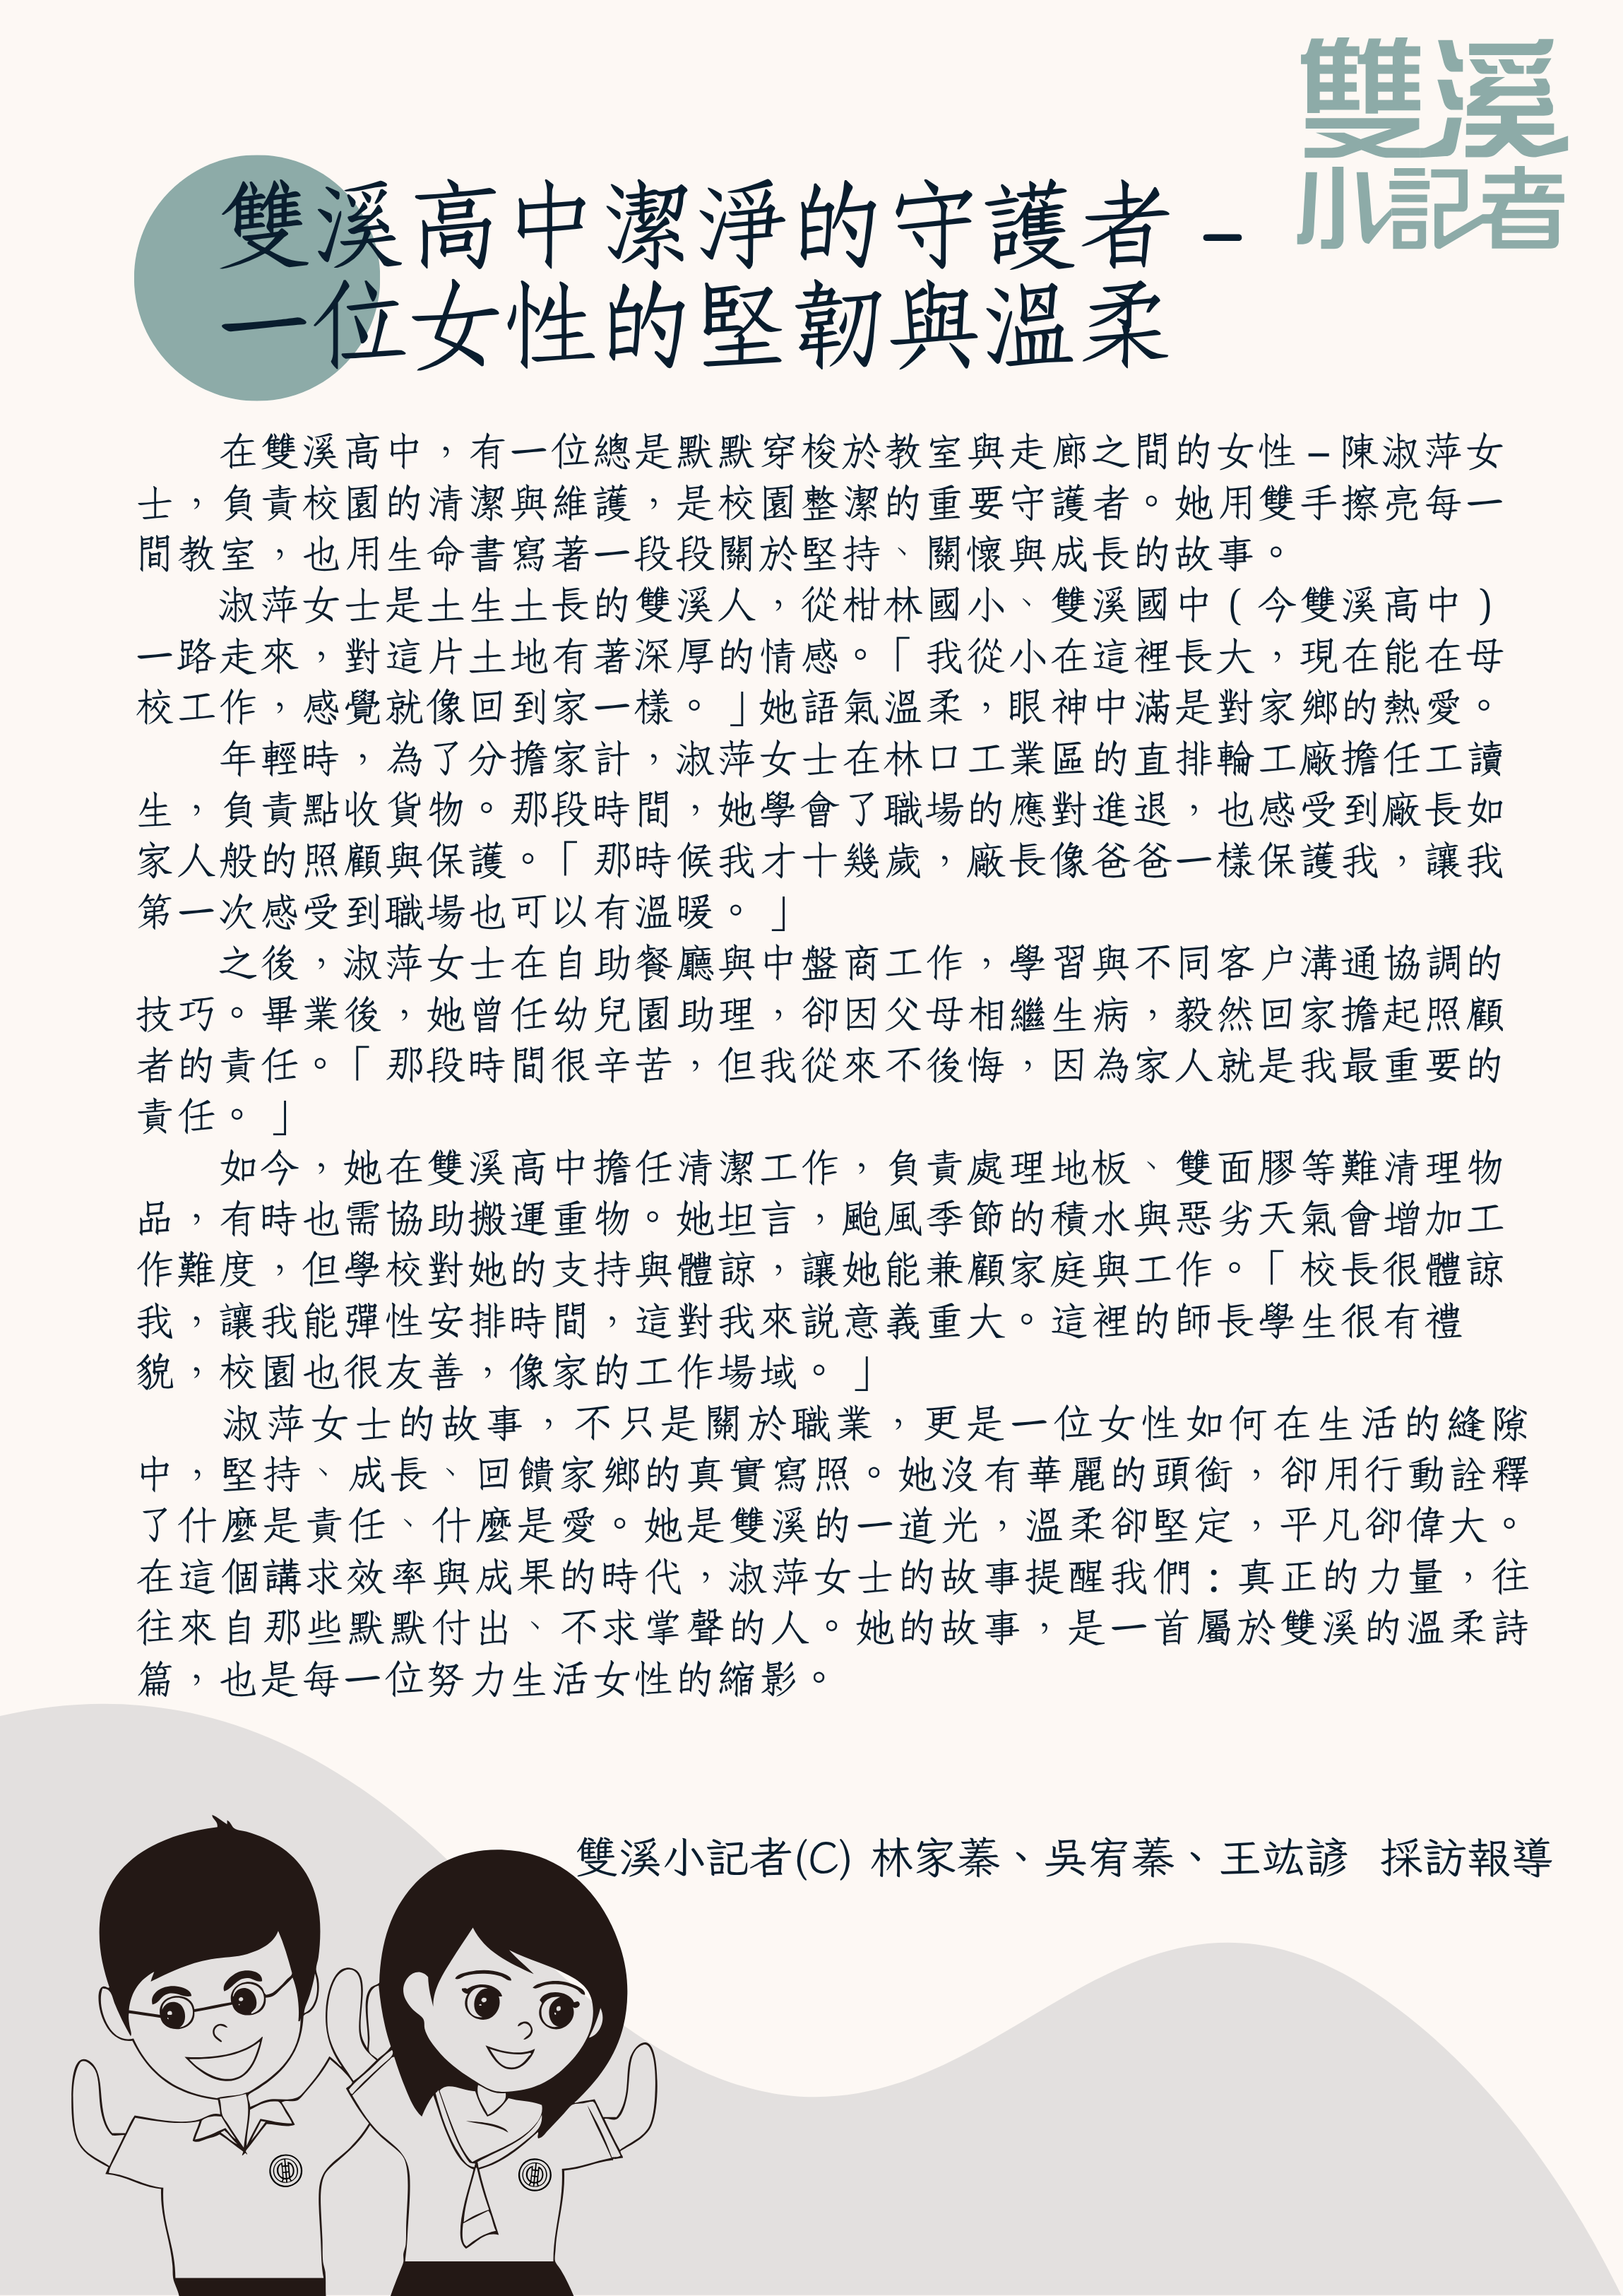 雙溪
小記者
雙溪高中潔淨的守護者 –
一位女性的堅韌與溫柔
在雙溪高中，有一位總是默默穿梭於教室與走廊之間的女性 – 陳淑萍女
士，負責校園的清潔與維護，是校園整潔的重要守護者。她用雙手擦亮每一
間教室，也用生命書寫著一段段關於堅持、關懷與成長的故事。
淑萍女士是土生土長的雙溪人，從柑林國小、雙溪國中（今雙溪高中）
一路走來，對這片土地有著深厚的情感。「我從小在這裡長大，現在能在母
校工作，感覺就像回到家一樣。」她語氣溫柔，眼神中滿是對家鄉的熱愛。
年輕時，為了分擔家計，淑萍女士在林口工業區的直排輪工廠擔任工讀
生，負責點收貨物。那段時間，她學會了職場的應對進退，也感受到廠長如
家人般的照顧與保護。「那時候我才十幾歲，廠長像爸爸一樣保護我，讓我
第一次感受到職場也可以有溫暖。」
之後，淑萍女士在自助餐廳與中盤商工作，學習與不同客户溝通協調的
技巧。畢業後，她曾任幼兒園助理，卻因父母相繼生病，毅然回家擔起照顧
者的責任。「那段時間很辛苦，但我從來不後悔，因為家人就是我最重要的
責任。」
如今，她在雙溪高中擔任清潔工作，負責處理地板、雙面膠等難清理物
品，有時也需協助搬運重物。她坦言，颱風季節的積水與惡劣天氣會增加工
作難度，但學校對她的支持與體諒，讓她能兼顧家庭與工作。「校長很體諒
我，讓我能彈性安排時間，這對我來說意義重大。這裡的師長學生很有禮
貌，校園也很友善，像家的工作場域。」
淑萍女士的故事，不只是關於職業，更是一位女性如何在生活的縫隙
中，堅持、成長、回饋家鄉的真實寫照。她沒有華麗的頭銜，卻用行動詮釋
了什麼是責任、什麼是愛。她是雙溪的一道光，溫柔卻堅定，平凡卻偉大。
在這個講求效率與成果的時代，淑萍女士的故事提醒我們：真正的力量，往
往來自那些默默付出、不求掌聲的人。她的故事，是一首屬於雙溪的溫柔詩
篇，也是每一位努力生活女性的縮影。
雙溪小記者(C) 林家蓁、吳宥蓁、王竑諺 採訪報導